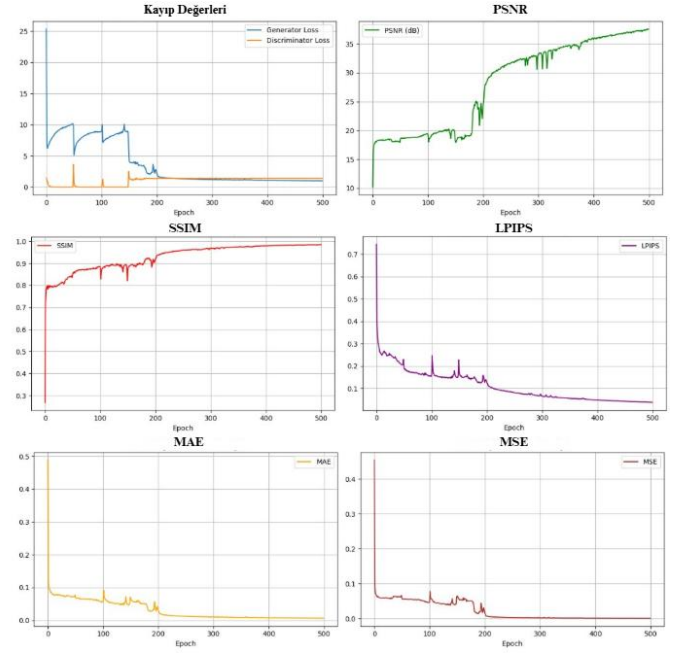 Kayıp Değerleri
Generator Loss
Discriminator Loss
25
20
15
10
5
0
0 100 200 300 400 500
Epoch
PSNR
PSNR (dB)
35
30
25
20
15
10
0 100 200 300 400 500
Epoch
SSIM
SSIM
1.0
0.9
0.8
0.7
0.6
0.5
0.4
0.3
0 100 200 300 400 500
Epoch
LPIPS
LPIPS
0.7
0.6
0.5
0.4
0.3
0.2
0.1
0 100 200 300 400 500
Epoch
MAE
MAE
0.5
0.4
0.3
0.2
0.1
0.0
0 100 200 300 400 500
Epoch
MSE
MSE
0.4
0.3
0.2
0.1
0.0
0 100 200 300 400 500
Epoch